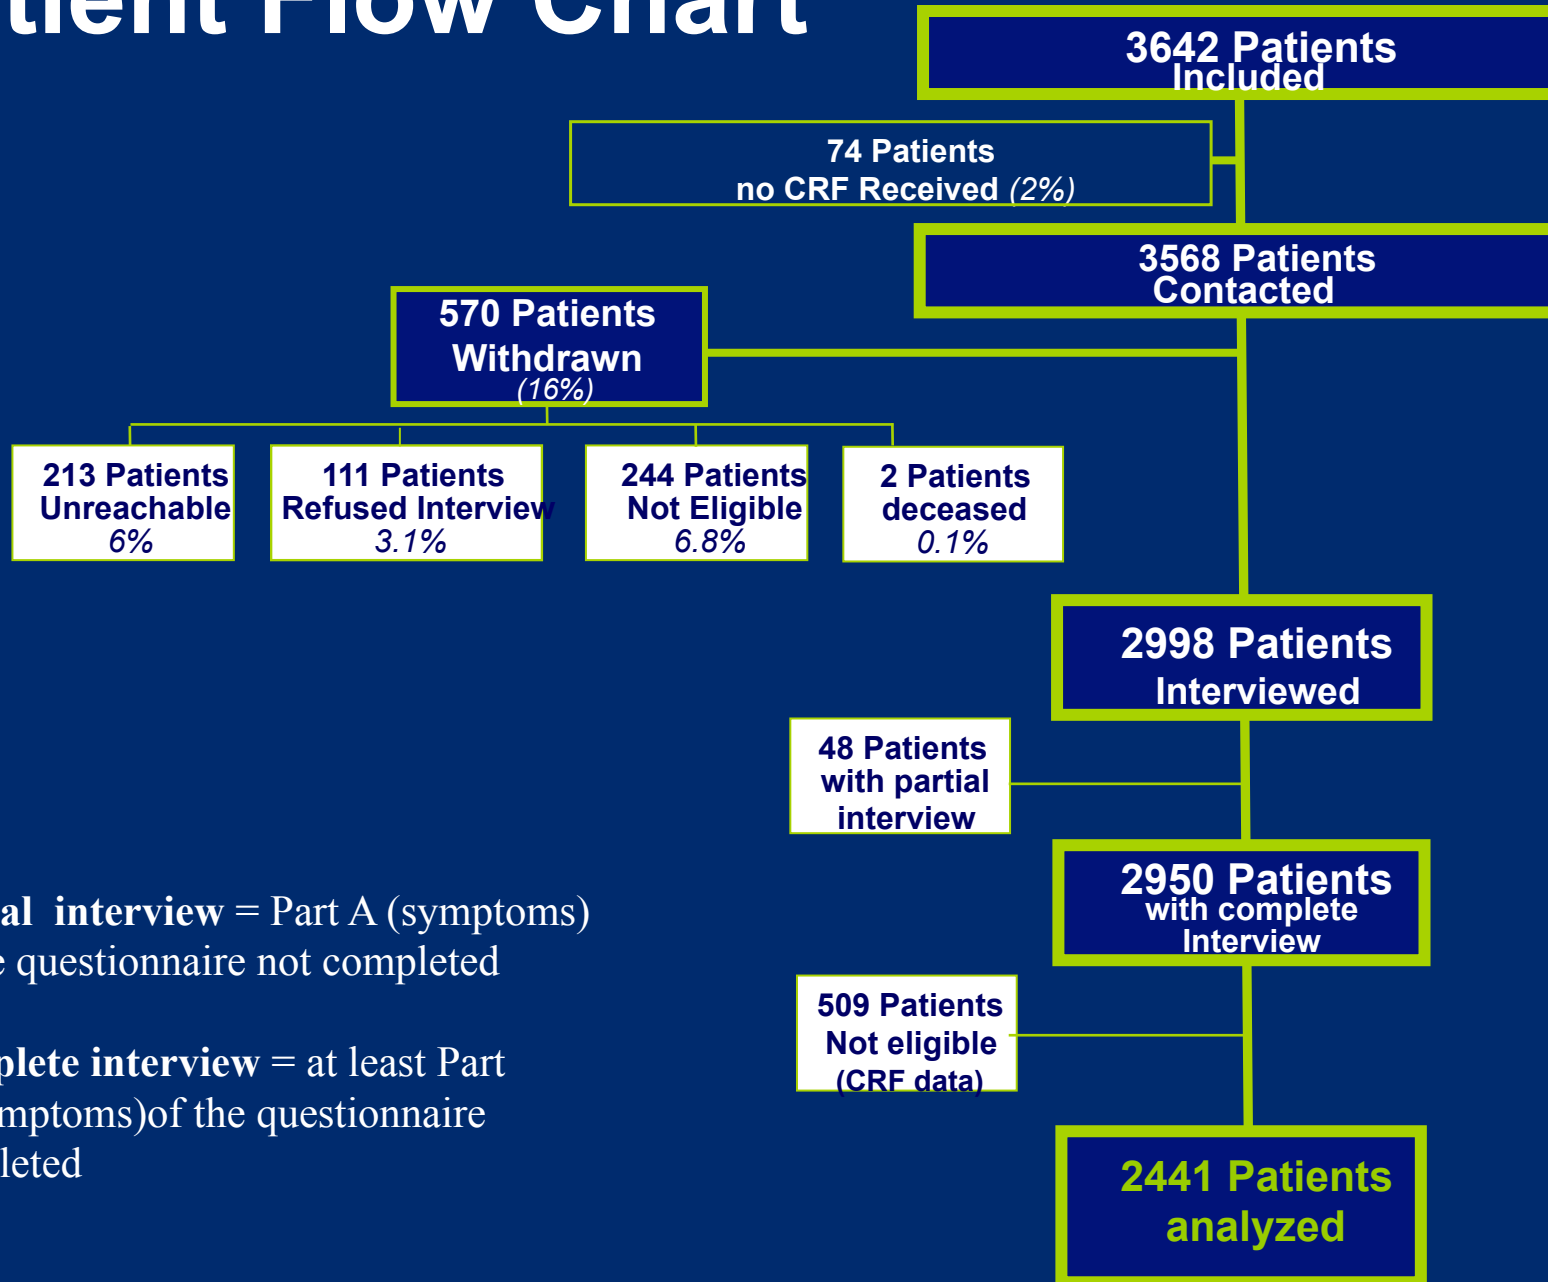 tient Flow Chart
3642 Patients
Included
74 Patients
no CRF Received (2%)
3568 Patients
Contacted
570 Patients
Withdrawn
(16%)
213 Patients
Unreachable
6%
111 Patients
Refused Interview
3.1%
244 Patients
Not Eligible
6.8%
2 Patients
deceased
0.1%
2998 Patients
Interviewed
48 Patients
with partial
interview
2950 Patients
with complete
Interview
509 Patients
Not eligible
(CRF data)
2441 Patients
analyzed
al interview = Part A (symptoms)
e questionnaire not completed
plete interview = at least Part
mptoms)of the questionnaire
leted